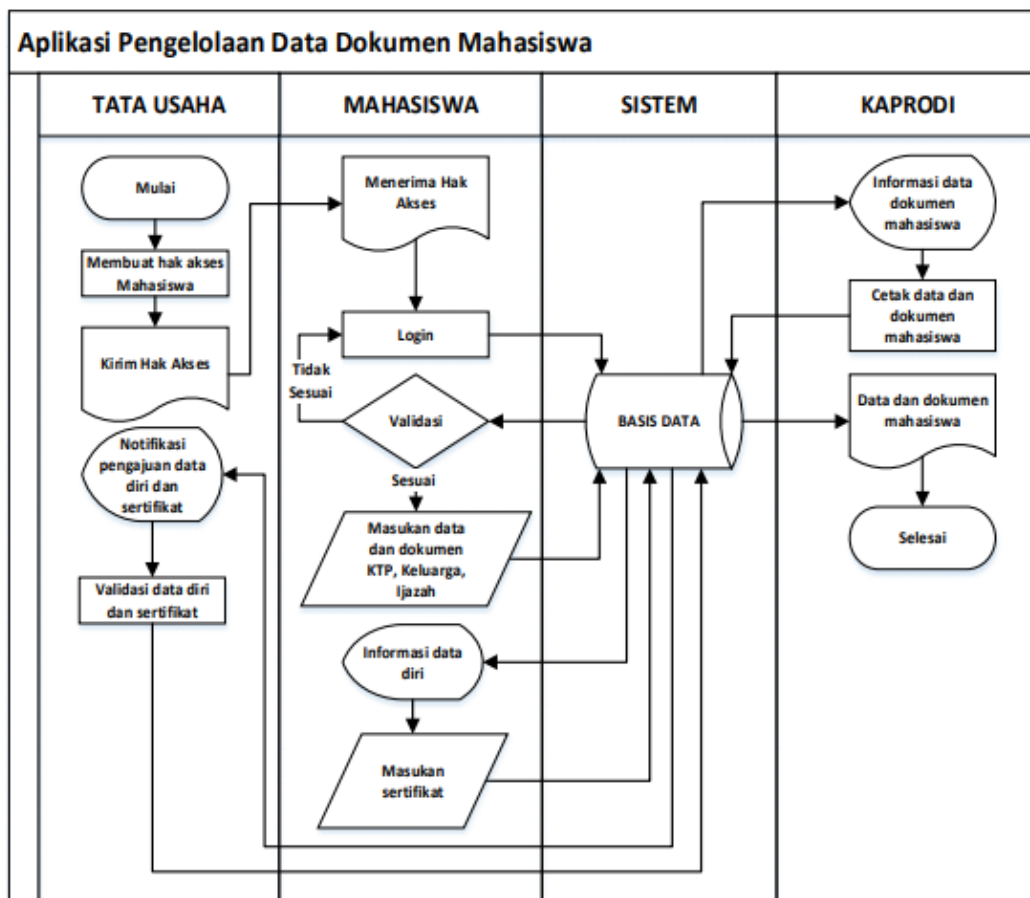 Aplikasi Pengelolaan Data Dokumen Mahasiswa
TATA USAHA
MAHASISWA
SISTEM
KAPRODI
Mulai
Membuat hak akses
Mahasiswa
Kirim Hak Akses
Notifikasi
pengajuan data
diri dan
sertifikat
Validasi data diri
dan sertifikat
Menerima Hak
Akses
Login
Tidak
Sesuai
Validasi
Sesuai
Masukan data
dan dokumen
KTP, Keluarga,
Ijazah
Informasi data
diri
Masukan
sertifikat
BASIS DATA
Informasi data
dokumen
mahasiswa
Cetak data dan
dokumen
mahasiswa
Data dan dokumen
mahasiswa
Selesai